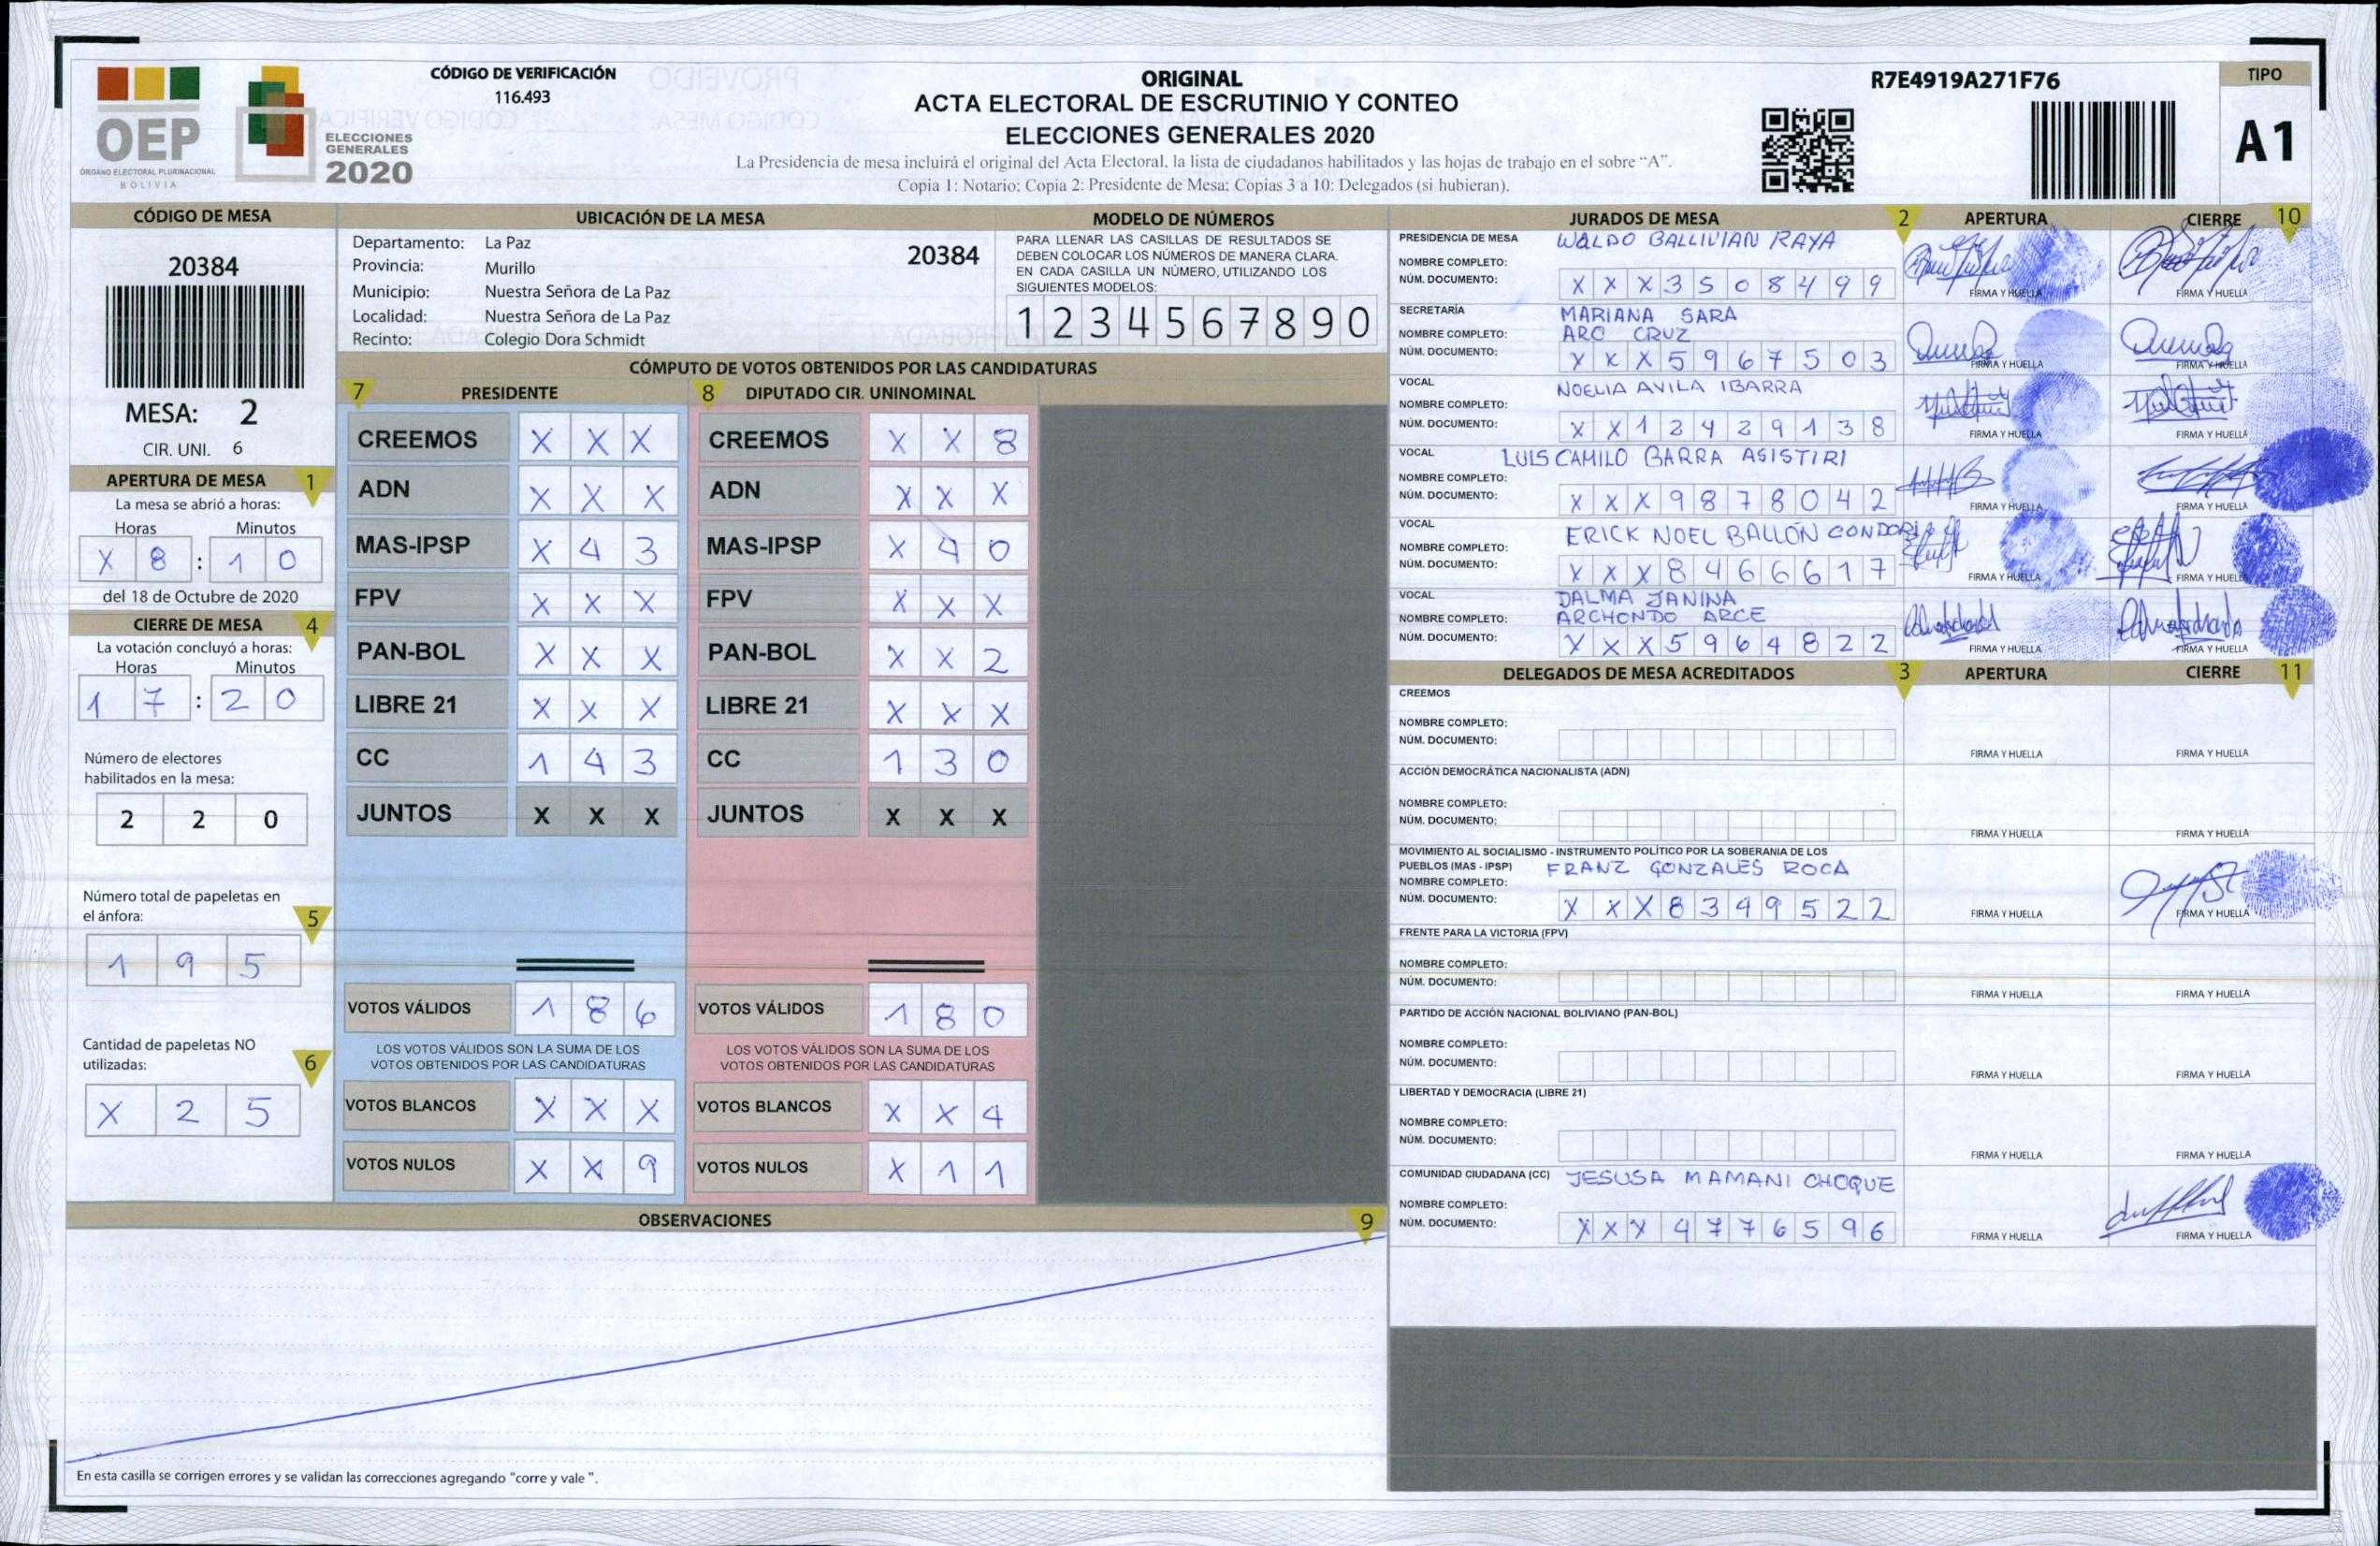 OEP
ÓRGANO ELECTORAL PLURINACIONAL
BOLIVIA
ELECCIONES
GENERALES
2020
CÓDIGO DE VERIFICACIÓN
116.493
ORIGINAL
ACTA ELECTORAL DE ESCRUTINIO Y CONTEO
ELECCIONES GENERALES 2020
La Presidencia de mesa incluirá el original del Acta Electoral, la lista de ciudadanos habilitados y las hojas de trabajo en el sobre “A”.
Copia 1: Notario; Copia 2: Presidente de Mesa; Copias 3 a 10: Delegados (si hubieran).
R7E4919A271F76
TIPO
A1
CÓDIGO DE MESA
20384
MESA: 2
CIR. UNI. 6
APERTURA DE MESA 1
La mesa se abrió a horas:
Horas Minutos
X 8 : 1 0
del 18 de Octubre de 2020
CIERRE DE MESA 4
La votación concluyó a horas:
Horas Minutos
1 7 : 2 0
Número de electores
habilitados en la mesa:
2 2 0
Número total de papeletas en
el ánfora: 5
1 9 5
Cantidad de papeletas NO
utilizadas: 6
X 2 5
UBICACIÓN DE LA MESA
Departamento: La Paz 20384
Provincia: Murillo
Municipio: Nuestra Señora de La Paz
Localidad: Nuestra Señora de La Paz
Recinto: Colegio Dora Schmidt
MODELO DE NÚMEROS
PARA LLENAR LAS CASILLAS DE RESULTADOS SE
DEBEN COLOCAR LOS NÚMEROS DE MANERA CLARA.
EN CADA CASILLA UN NÚMERO, UTILIZANDO LOS
SIGUIENTES MODELOS:
1 2 3 4 5 6 7 8 9 0
CÓMPUTO DE VOTOS OBTENIDOS POR LAS CANDIDATURAS
7 PRESIDENTE 8 DIPUTADO CIR. UNINOMINAL
CREEMOS X X X CREEMOS X X 8
ADN X X X ADN X X X
MAS-IPSP X 4 3 MAS-IPSP X 4 0
FPV X X X FPV X X X
PAN-BOL X X X PAN-BOL X X 2
LIBRE 21 X X X LIBRE 21 X X X
CC 1 4 3 CC 1 3 0
JUNTOS X X X JUNTOS X X X
VOTOS VÁLIDOS 1 8 6 VOTOS VÁLIDOS 1 8 0
LOS VOTOS VÁLIDOS SON LA SUMA DE LOS LOS VOTOS VÁLIDOS SON LA SUMA DE LOS
VOTOS OBTENIDOS POR LAS CANDIDATURAS VOTOS OBTENIDOS POR LAS CANDIDATURAS
VOTOS BLANCOS X X X VOTOS BLANCOS X X 4
VOTOS NULOS X X 9 VOTOS NULOS X 1 1
OBSERVACIONES 9
En esta casilla se corrigen errores y se validan las correcciones agregando "corre y vale ".
JURADOS DE MESA 2 APERTURA CIERRE 10
PRESIDENCIA DE MESA WALDO BALLIVIAN RAYA
NOMBRE COMPLETO:
NÚM. DOCUMENTO: X X X 3 5 0 8 4 9 9 FIRMA Y HUELLA FIRMA Y HUELLA
SECRETARÍA MARIANA SARA
NOMBRE COMPLETO: ARO CRUZ
NÚM. DOCUMENTO: X X X 5 9 6 7 5 0 3 FIRMA Y HUELLA FIRMA Y HUELLA
VOCAL NOELIA AVILA IBARRA
NOMBRE COMPLETO:
NÚM. DOCUMENTO: X X 1 2 4 2 9 1 3 8 FIRMA Y HUELLA FIRMA Y HUELLA
VOCAL LUIS CAMILO BARRA ASISTIRI
NOMBRE COMPLETO:
NÚM. DOCUMENTO: X X X 9 8 7 8 0 4 2 FIRMA Y HUELLA FIRMA Y HUELLA
VOCAL ERICK NOEL BALLÓN CONDORI
NOMBRE COMPLETO:
NÚM. DOCUMENTO: X X X 8 4 6 6 6 1 7 FIRMA Y HUELLA FIRMA Y HUELLA
VOCAL DALMA JANINA
NOMBRE COMPLETO: ARCHONDO ARCE
NÚM. DOCUMENTO: X X X 5 9 6 4 8 2 2 FIRMA Y HUELLA FIRMA Y HUELLA
DELEGADOS DE MESA ACREDITADOS 3 APERTURA CIERRE 11
CREEMOS
NOMBRE COMPLETO:
NÚM. DOCUMENTO: FIRMA Y HUELLA FIRMA Y HUELLA
ACCIÓN DEMOCRÁTICA NACIONALISTA (ADN)
NOMBRE COMPLETO:
NÚM. DOCUMENTO: FIRMA Y HUELLA FIRMA Y HUELLA
MOVIMIENTO AL SOCIALISMO - INSTRUMENTO POLÍTICO POR LA SOBERANIA DE LOS
PUEBLOS (MAS - IPSP) FRANZ GONZALES ROCA
NOMBRE COMPLETO:
NÚM. DOCUMENTO: X X X 8 3 4 9 5 2 2 FIRMA Y HUELLA FIRMA Y HUELLA
FRENTE PARA LA VICTORIA (FPV)
NOMBRE COMPLETO:
NÚM. DOCUMENTO: FIRMA Y HUELLA FIRMA Y HUELLA
PARTIDO DE ACCIÓN NACIONAL BOLIVIANO (PAN-BOL)
NOMBRE COMPLETO:
NÚM. DOCUMENTO: FIRMA Y HUELLA FIRMA Y HUELLA
LIBERTAD Y DEMOCRACIA (LIBRE 21)
NOMBRE COMPLETO:
NÚM. DOCUMENTO: FIRMA Y HUELLA FIRMA Y HUELLA
COMUNIDAD CIUDADANA (CC) JESUSA MAMANI CHOQUE
NOMBRE COMPLETO:
NÚM. DOCUMENTO: X X X 4 7 7 6 5 9 6 FIRMA Y HUELLA FIRMA Y HUELLA